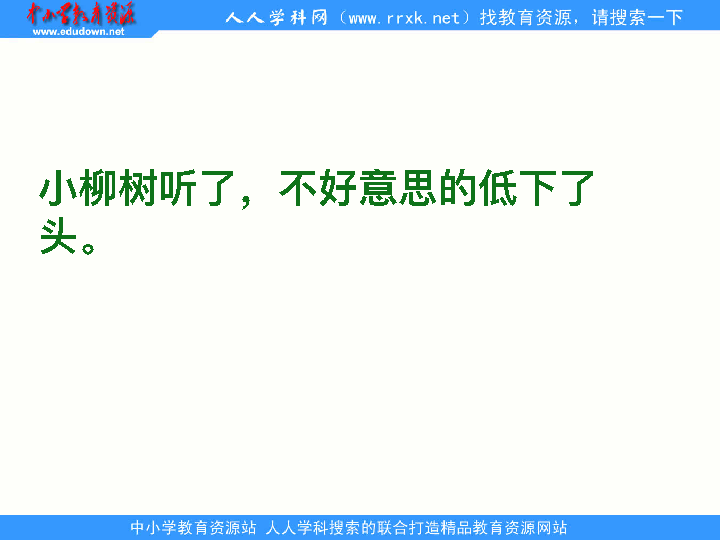 中小学教育资源
www.edudown.net
人人学科网（www.rrxk.net）找教育资源，请搜索一下
小柳树听了，不好意思的低下了
头。
中小学教育资源站 人人学科搜索的联合打造精品教育资源网站